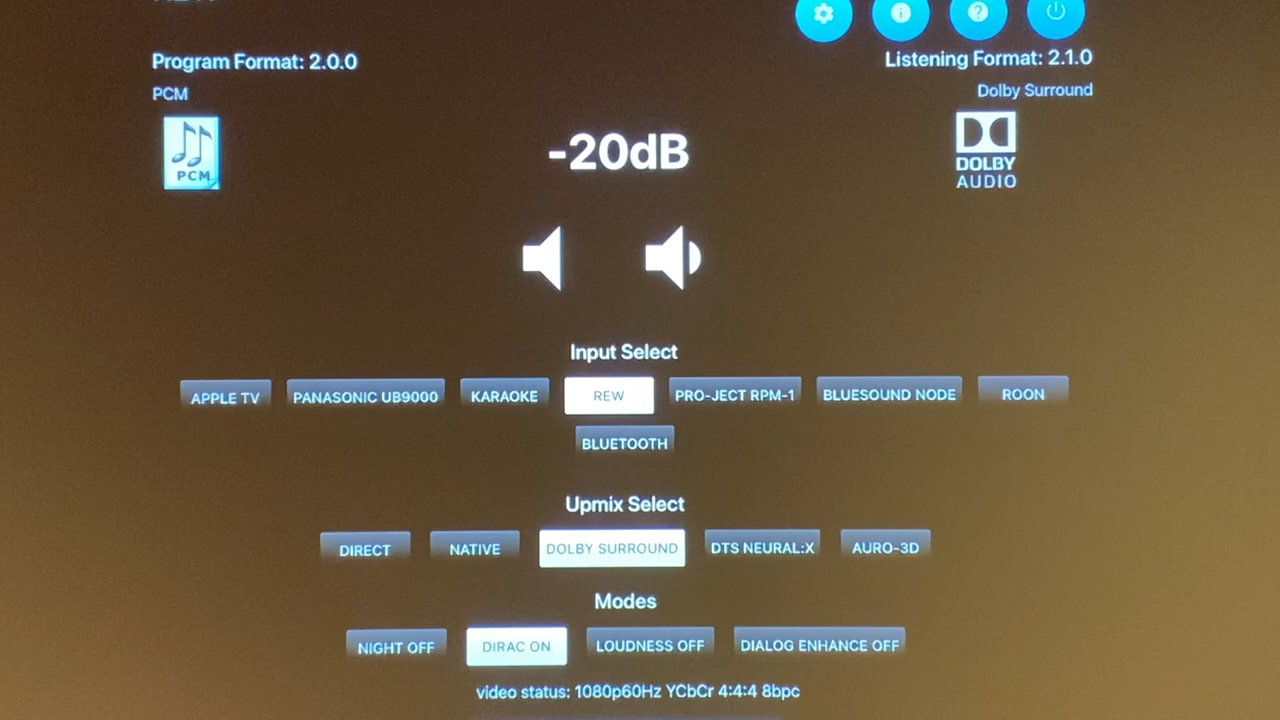 Program Format: 2.0.0
Listening Format: 2.1.0
PCM
Dolby Surround
PCM
-20dB
DOLBY
AUDIO
Input Select
APPLE TV
PANASONIC UB9000
KARAOKE
REW
PRO-JECT RPM-1
BLUESOUND NODE
ROON
BLUETOOTH
Upmix Select
DIRECT
NATIVE
DOLBY SURROUND
DTS NEURAL:X
AURO-3D
Modes
NIGHT OFF
DIRAC ON
LOUDNESS OFF
DIALOG ENHANCE OFF
video status: 1080p60Hz YCbCr 4:4:4 8bpc